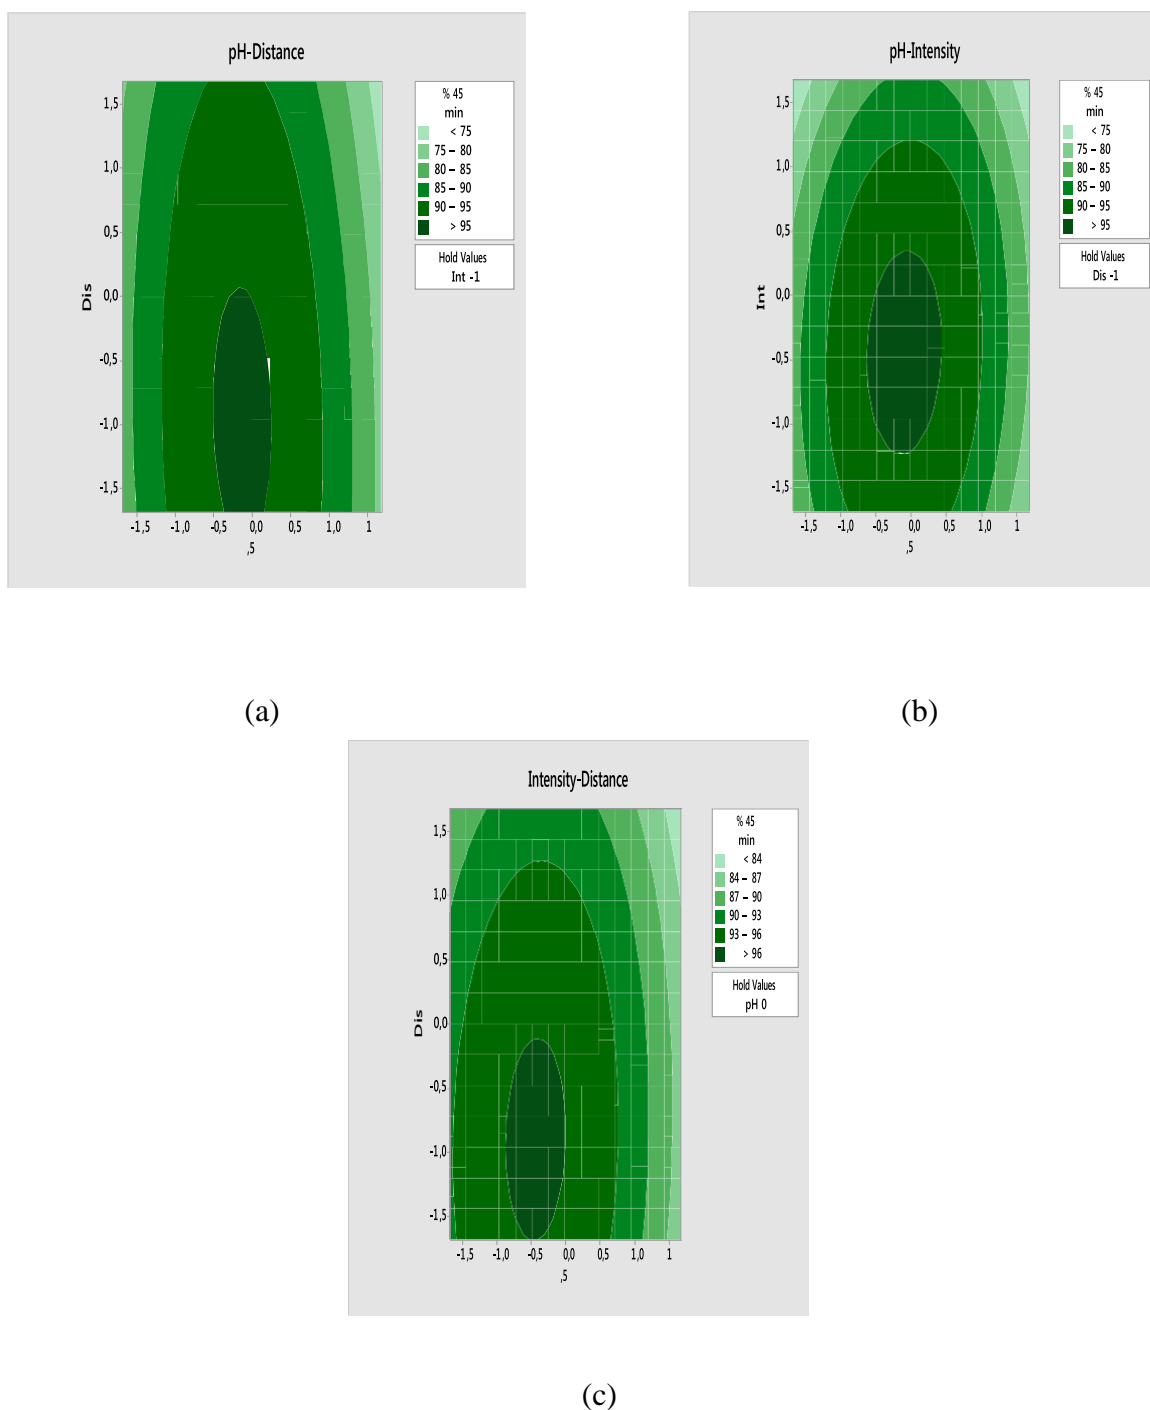 pH-Distance
% 45
min
< 75
75 – 80
80 – 85
85 – 90
90 – 95
> 95
Hold Values
Int -1
Dis
1,5
1,0
0,5
0,0
-0,5
-1,0
-1,5
-1,5 -1,0 -0,5 0,0 0,5 1,0 1
,5
(a)
pH-Intensity
% 45
min
< 75
75 – 80
80 – 85
85 – 90
90 – 95
> 95
Hold Values
Dis -1
Int
1,5
1,0
0,5
0,0
-0,5
-1,0
-1,5
-1,5 -1,0 -0,5 0,0 0,5 1,0 1
,5
(b)
Intensity-Distance
% 45
min
< 84
84 – 87
87 – 90
90 – 93
93 – 96
> 96
Hold Values
pH 0
Dis
1,5
1,0
0,5
0,0
-0,5
-1,0
-1,5
-1,5 -1,0 -0,5 0,0 0,5 1,0 1
,5
(c)